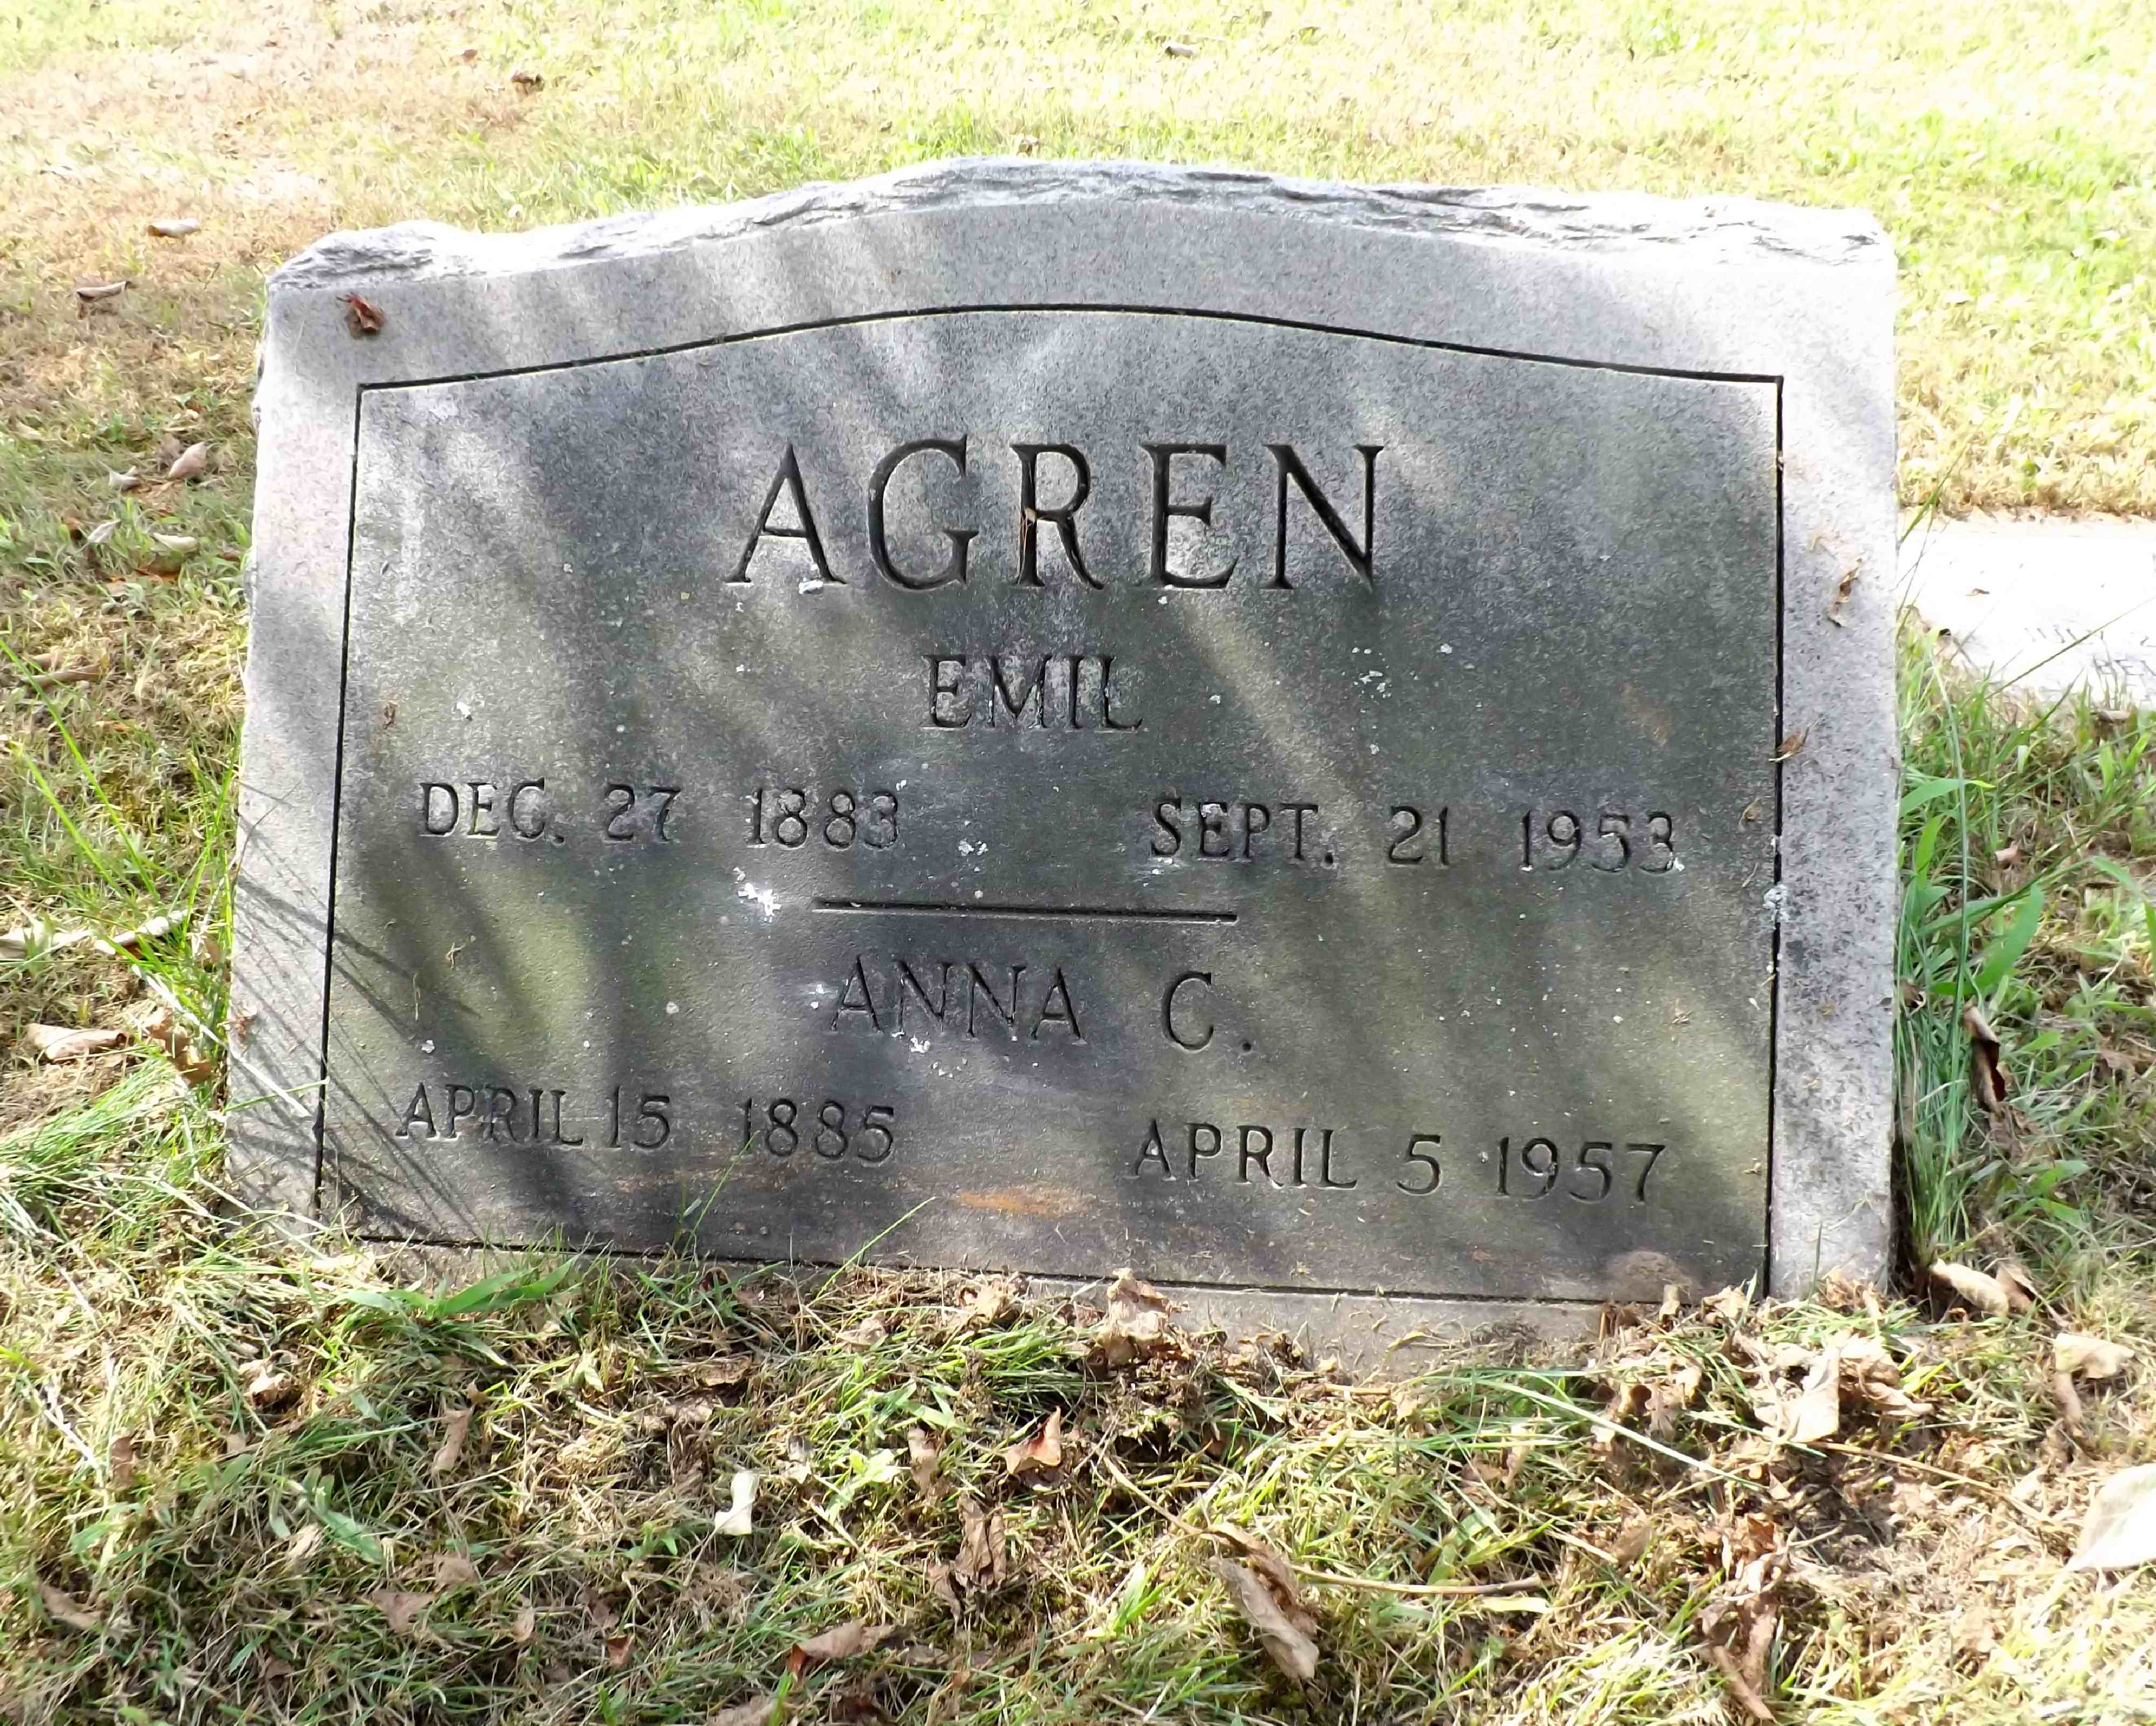 AGREN
EMIL
DEC. 27 1883 SEPT. 21 1953
ANNA C.
APRIL 15 1885 APRIL 5 1957